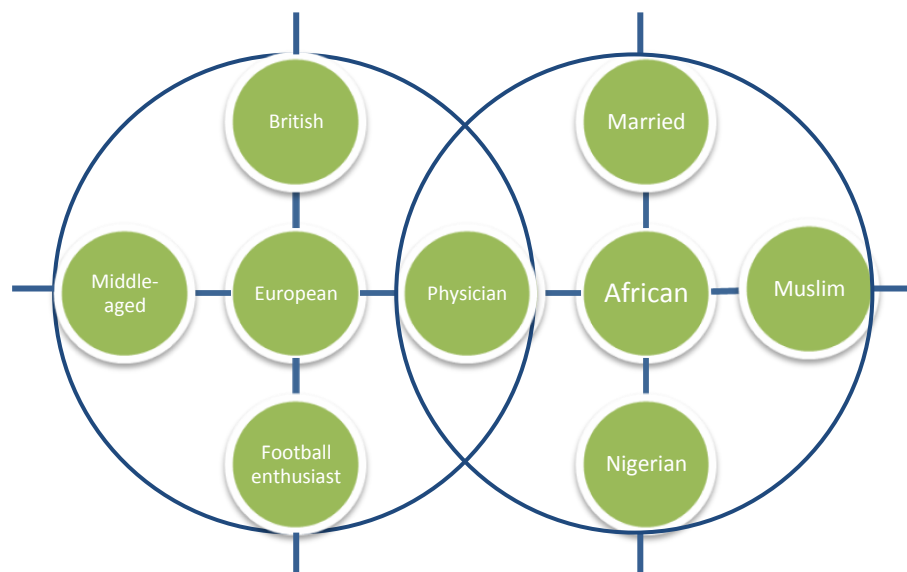 British
Married
Middle-
aged
European
Physician
African
Muslim
Football
enthusiast
Nigerian